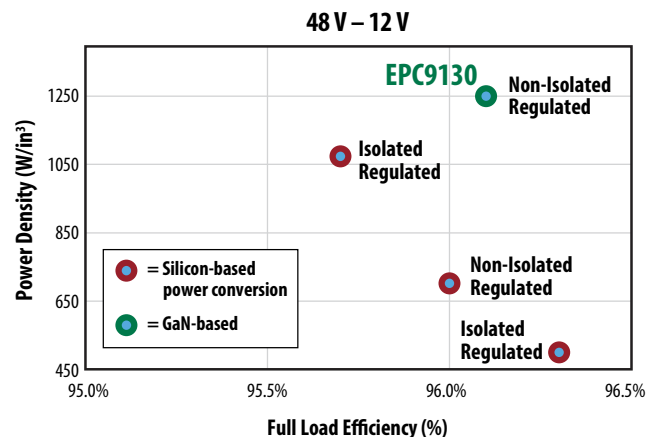 48 V – 12 V
EPC9130
Non-Isolated
Regulated
Isolated
Regulated
Non-Isolated
Regulated
Isolated
Regulated
= Silicon-based
power conversion
= GaN-based
Power Density (W/in³)
1250
1050
850
650
450
95.0%
95.5%
96.0%
96.5%
Full Load Efficiency (%)